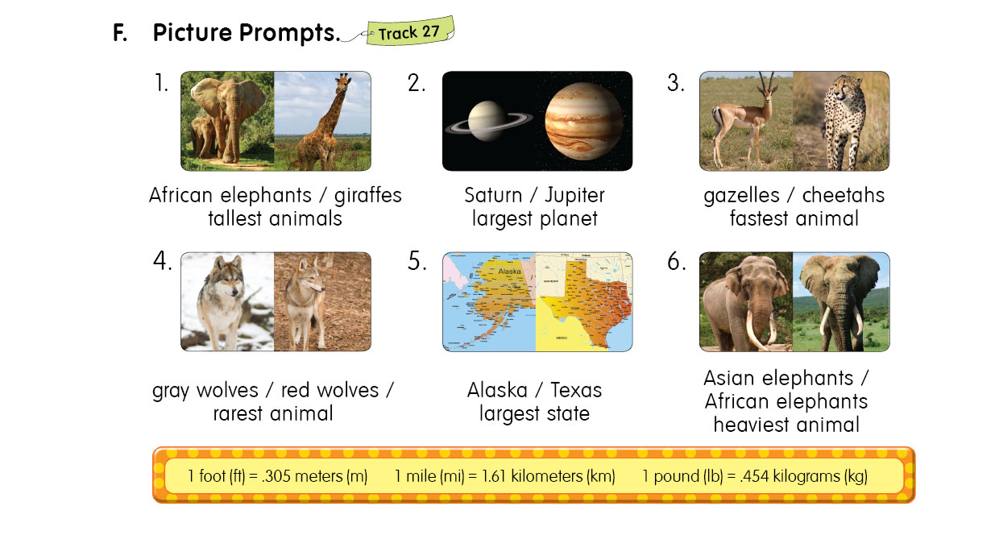 F. Picture Prompts. Track 27
1.
African elephants / giraffes
tallest animals
2.
Saturn / Jupiter
largest planet
3.
gazelles / cheetahs
fastest animal
4.
gray wolves / red wolves /
rarest animal
5.
Alaska
MEXICO
Alaska / Texas
largest state
6.
Asian elephants /
African elephants
heaviest animal
1 foot (ft) = .305 meters (m) 1 mile (mi) = 1.61 kilometers (km) 1 pound (lb) = .454 kilograms (kg)